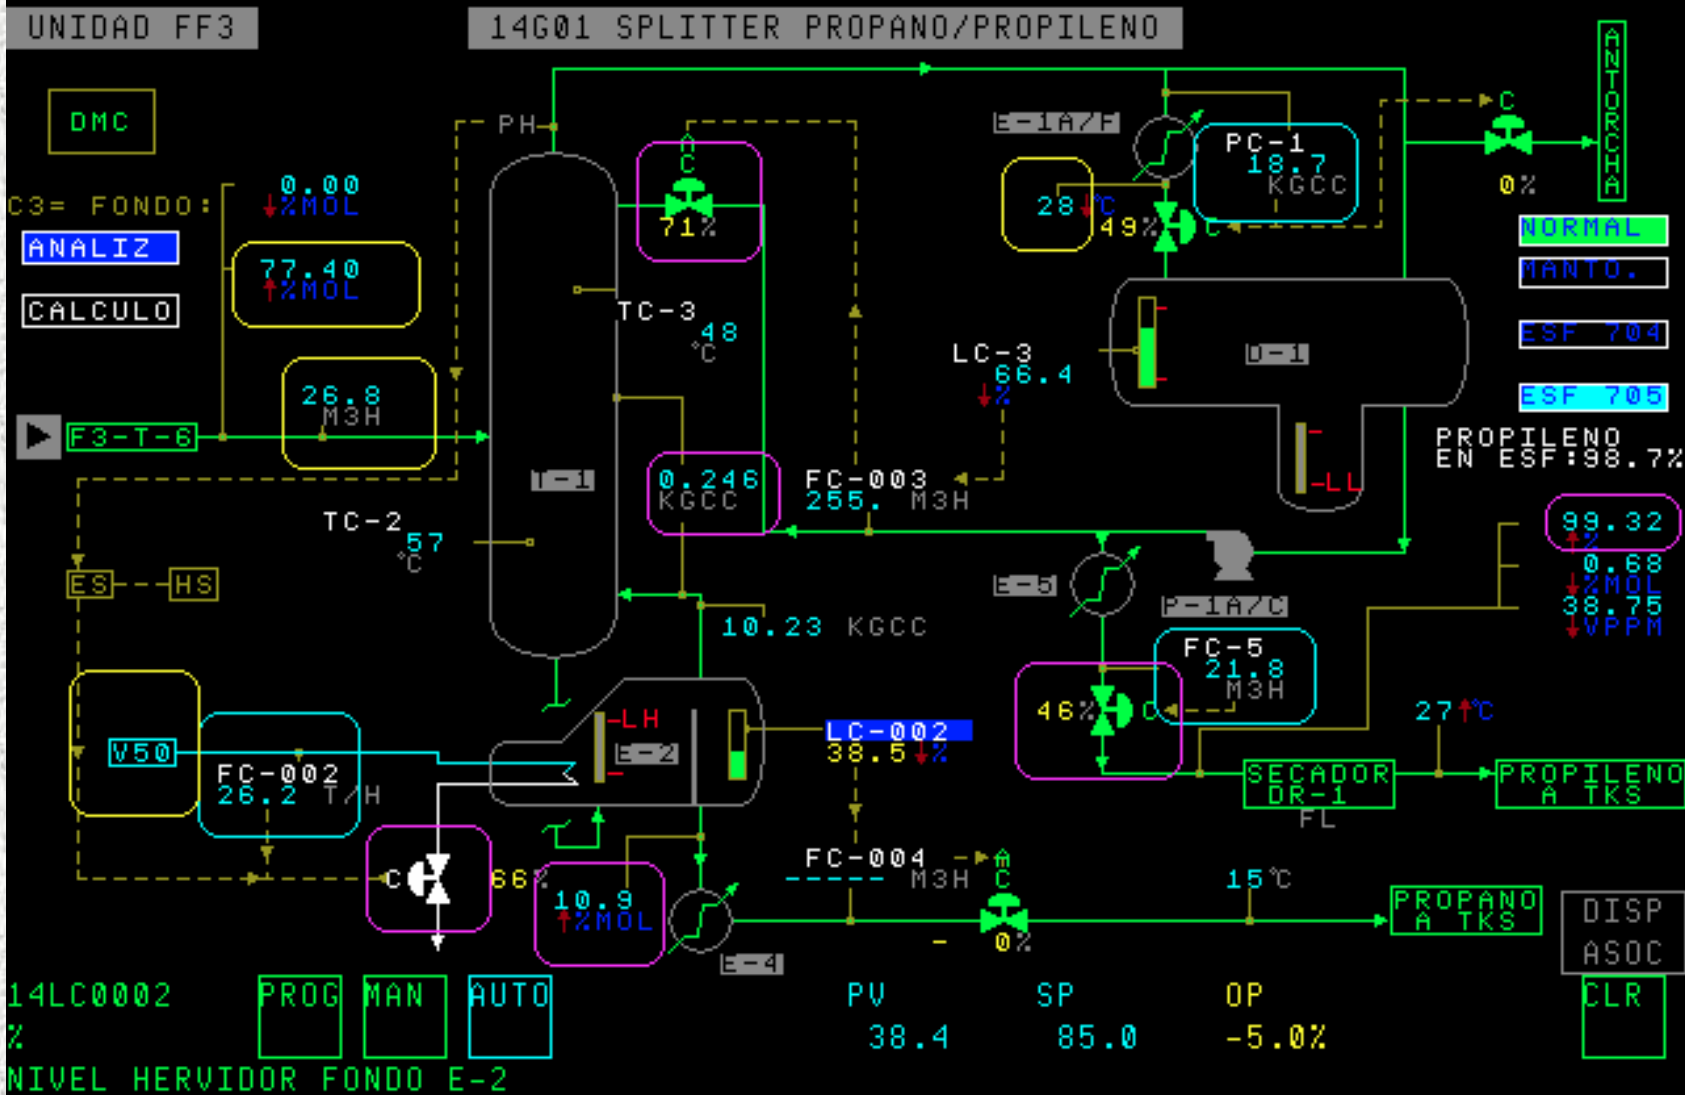 UNIDAD FF3
14G01 SPLITTER PROPANO/PROPILENO
ANTORCHA
DMC
PH
A
C
E-1A/F
PC-1
18.7
KGCC
C
0%
C3= FONDO:
0.00
%MOL
ANALIZ
77.40
%MOL
CALCULO
71%
28 °C
49% C
NORMAL
MANTO.
TC-3
48
°C
LC-3
66.4
%
D-1
ESF 704
ESF 705
26.8
M3H
F3-T-6
T-1
0.246
KGCC
FC-003
255. M3H
-LL
PROPILENO
EN ESF:98.7%
TC-2
57
°C
99.32
%
0.68
%MOL
38.75
VPPM
ES
HS
E-5
P-1A/C
10.23 KGCC
FC-5
21.8
M3H
46% C
V50
FC-002
26.2 T/H
-LH
E-2
LC-002
38.5 %
27 °C
SECADOR
DR-1
FL
PROPILENO
A TKS
C
66%
10.9
%MOL
E-4
FC-004
------ M3H
A
C
- 0%
15°C
PROPANO
A TKS
DISP
ASOC
14LC0002
%
PROG
MAN
AUTO
PV
38.4
SP
85.0
OP
-5.0%
CLR
NIVEL HERVIDOR FONDO E-2